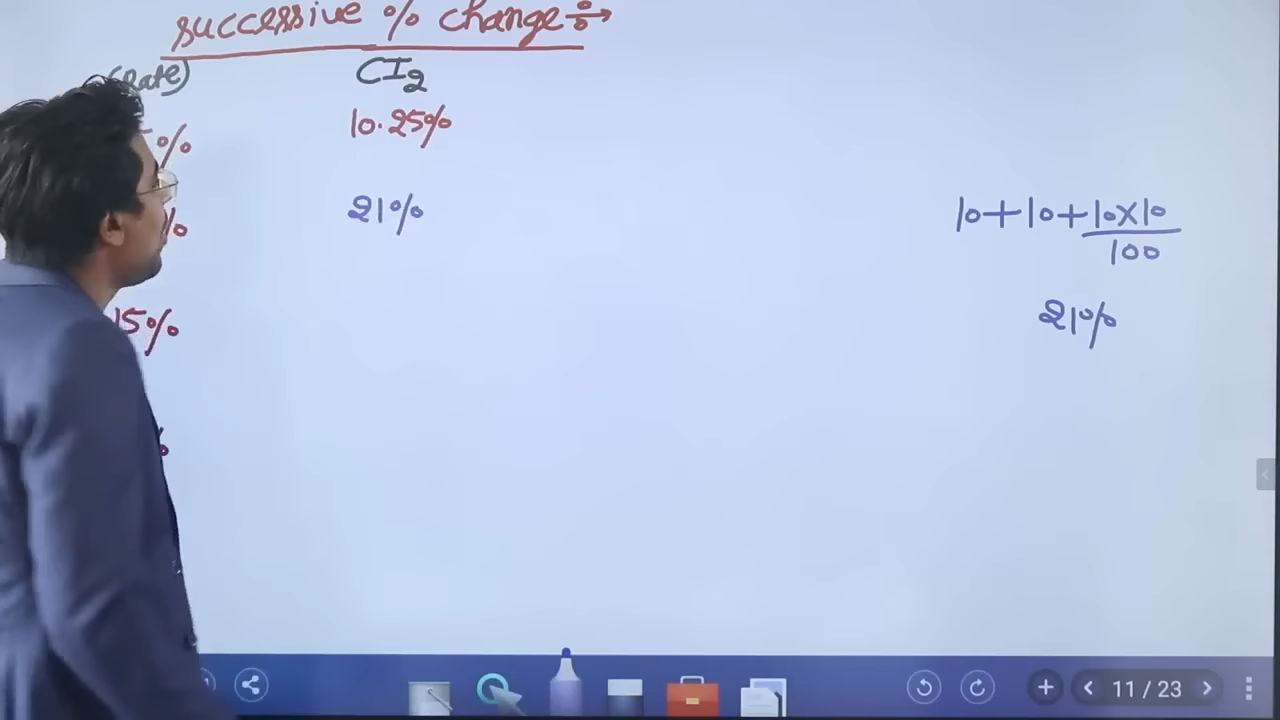 successive % change
(Rate) CI2
% 10.25%
% 21%
15%
10+10+10×10
100
21%
11 / 23